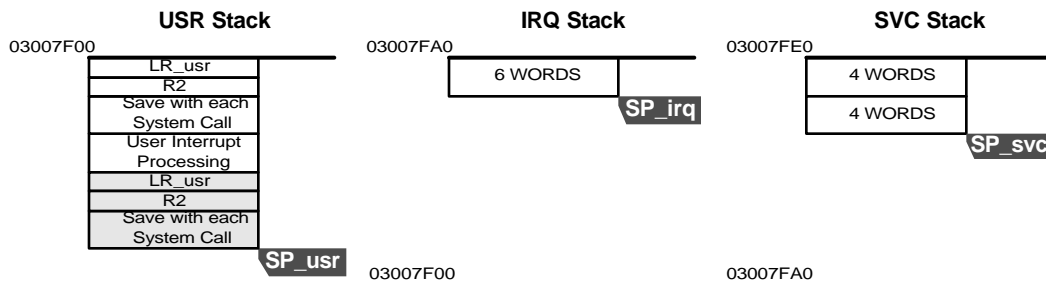 USR Stack
03007F00
LR_usr
R2
Save with each
System Call
User Interrupt
Processing
LR_usr
R2
Save with each
System Call
SP_usr
IRQ Stack
03007FA0
6 WORDS
SP_irq
03007F00
SVC Stack
03007FE0
4 WORDS
4 WORDS
SP_svc
03007FA0